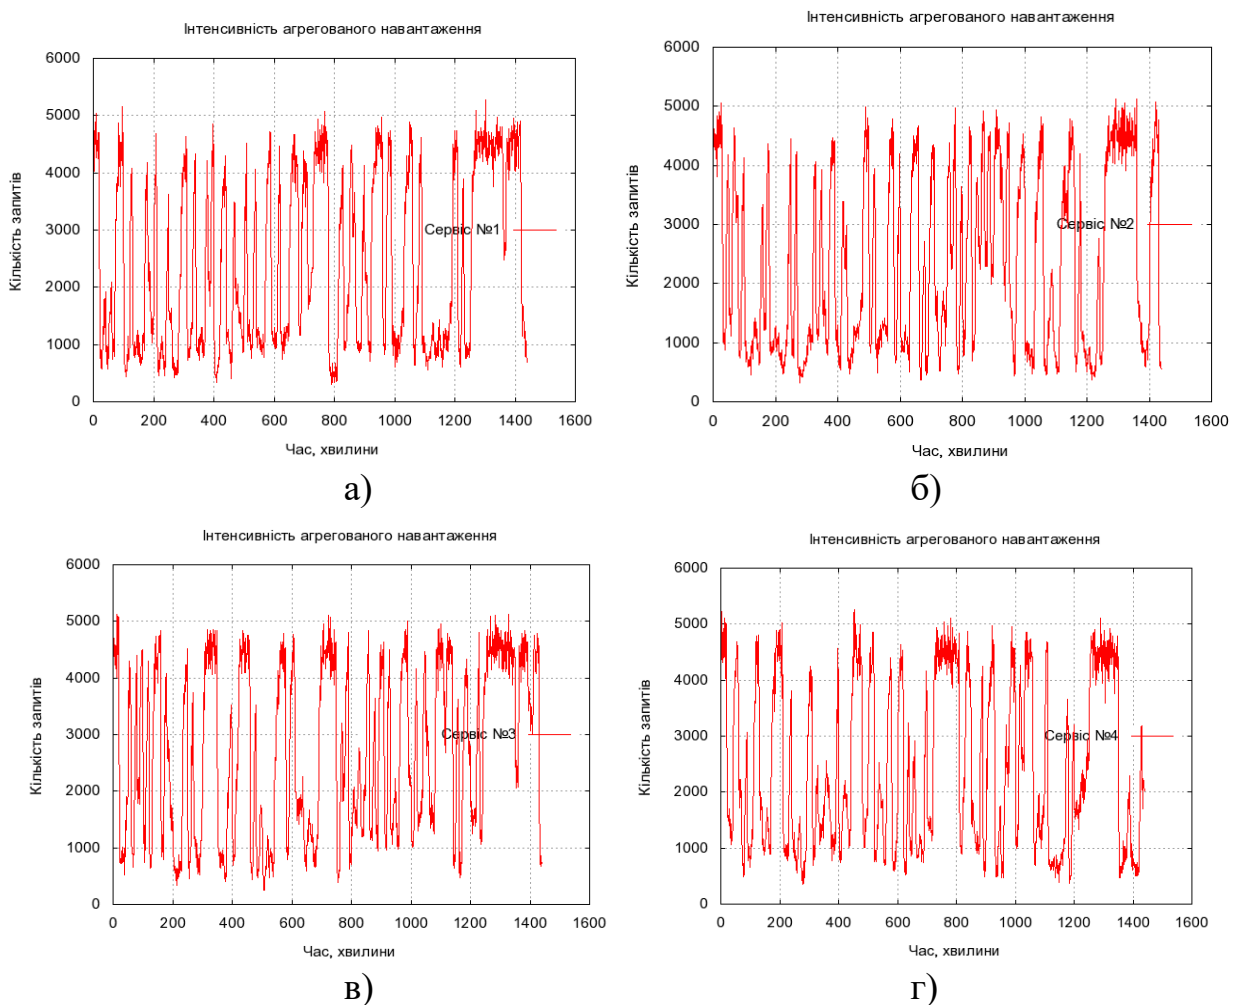 Інтенсивність агрегованого навантаження
6000
5000
4000
3000
2000
1000
0
Кількість запитів
Сервіс №1
0 200 400 600 800 1000 1200 1400 1600
Час, хвилини
а)
Інтенсивність агрегованого навантаження
6000
5000
4000
3000
2000
1000
0
Кількість запитів
Сервіс №2
0 200 400 600 800 1000 1200 1400 1600
Час, хвилини
б)
Інтенсивність агрегованого навантаження
6000
5000
4000
3000
2000
1000
0
Кількість запитів
Сервіс №3
0 200 400 600 800 1000 1200 1400 1600
Час, хвилини
в)
Інтенсивність агрегованого навантаження
6000
5000
4000
3000
2000
1000
0
Кількість запитів
Сервіс №4
0 200 400 600 800 1000 1200 1400 1600
Час, хвилини
г)